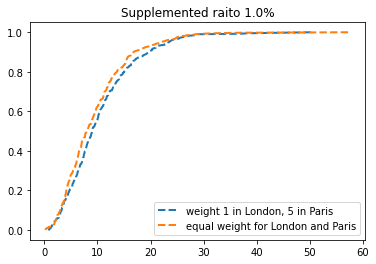 Supplemented raito 1.0%
1.0
0.8
0.6
0.4
0.2
0.0
weight 1 in London, 5 in Paris
equal weight for London and Paris
0 10 20 30 40 50 60